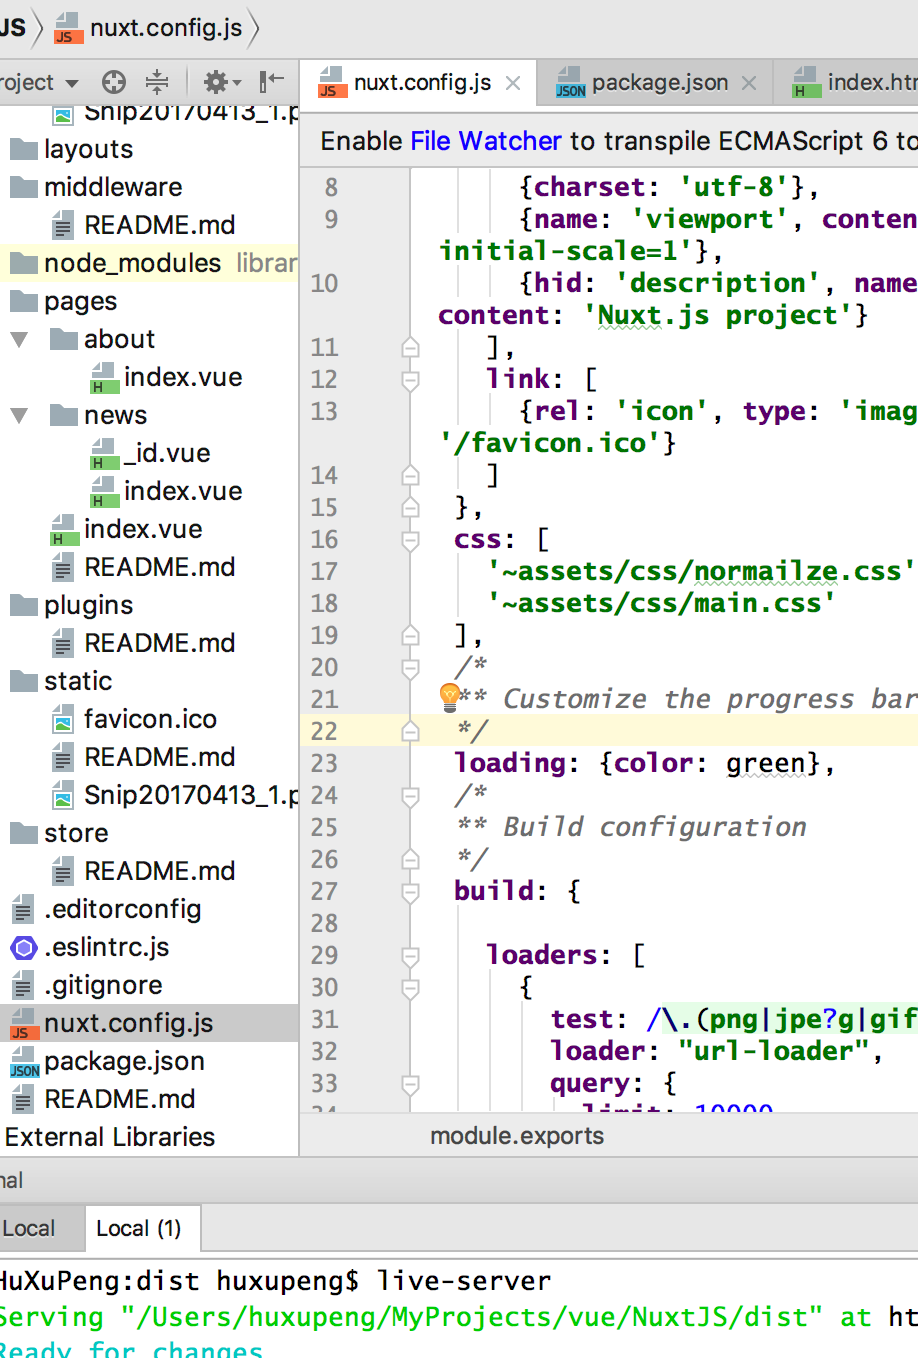 JS nuxt.config.js
roject
Snip20170413_1.p
layouts
middleware
README.md
node_modules librar
pages
about
index.vue
news
_id.vue
index.vue
index.vue
README.md
plugins
README.md
static
favicon.ico
README.md
Snip20170413_1.p
store
README.md
.editorconfig
.eslintrc.js
.gitignore
nuxt.config.js
package.json
README.md
External Libraries
nuxt.config.js package.json index.htm
Enable File Watcher to transpile ECMAScript 6 to
8 {charset: 'utf-8'},
9 {name: 'viewport', conten
initial-scale=1'},
10 {hid: 'description', name
content: 'Nuxt.js project'}
11 ],
12 link: [
13 {rel: 'icon', type: 'imag
'/favicon.ico'}
14 ]
15 },
16 css: [
17 '~assets/css/normailze.css'
18 '~assets/css/main.css'
19 ],
20 /*
21 ** Customize the progress bar
22 */
23 loading: {color: green},
24 /*
25 ** Build configuration
26 */
27 build: {
28
29 loaders: [
30 {
31 test: /\.(png|jpe?g|gif
32 loader: "url-loader",
33 query: {
34 limit: 10000
module.exports
nal
Local Local (1)
HuXuPeng:dist huxupeng$ live-server
Serving "/Users/huxupeng/MyProjects/vue/NuxtJS/dist" at ht
Ready for changes